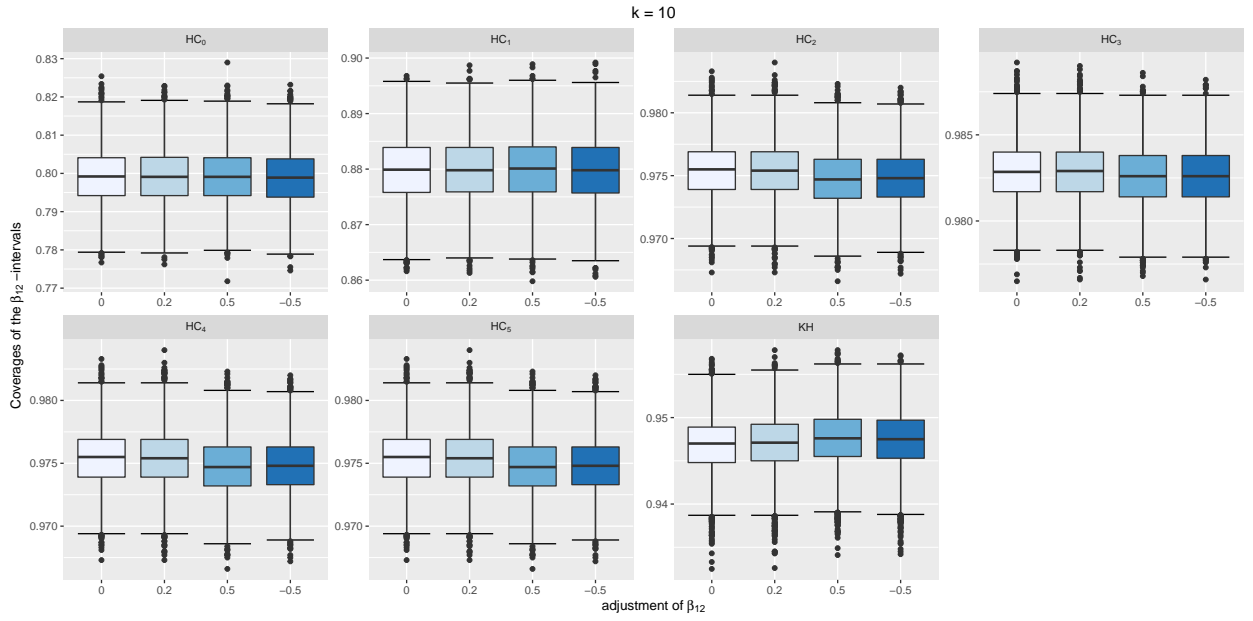 k = 10
HC₀
HC₁
HC₂
HC₃
0.83
0.82
0.81
0.80
0.79
0.78
0.77
0.90
0.89
0.88
0.87
0.86
0.980
0.975
0.970
0.985
0.980
0 0.2 0.5 −0.5
0 0.2 0.5 −0.5
0 0.2 0.5 −0.5
0 0.2 0.5 −0.5
Coverages of the β₁₂ −intervals
HC₄
HC₅
KH
0.980
0.975
0.970
0.980
0.975
0.970
0.95
0.94
0 0.2 0.5 −0.5
0 0.2 0.5 −0.5
0 0.2 0.5 −0.5
adjustment of β₁₂